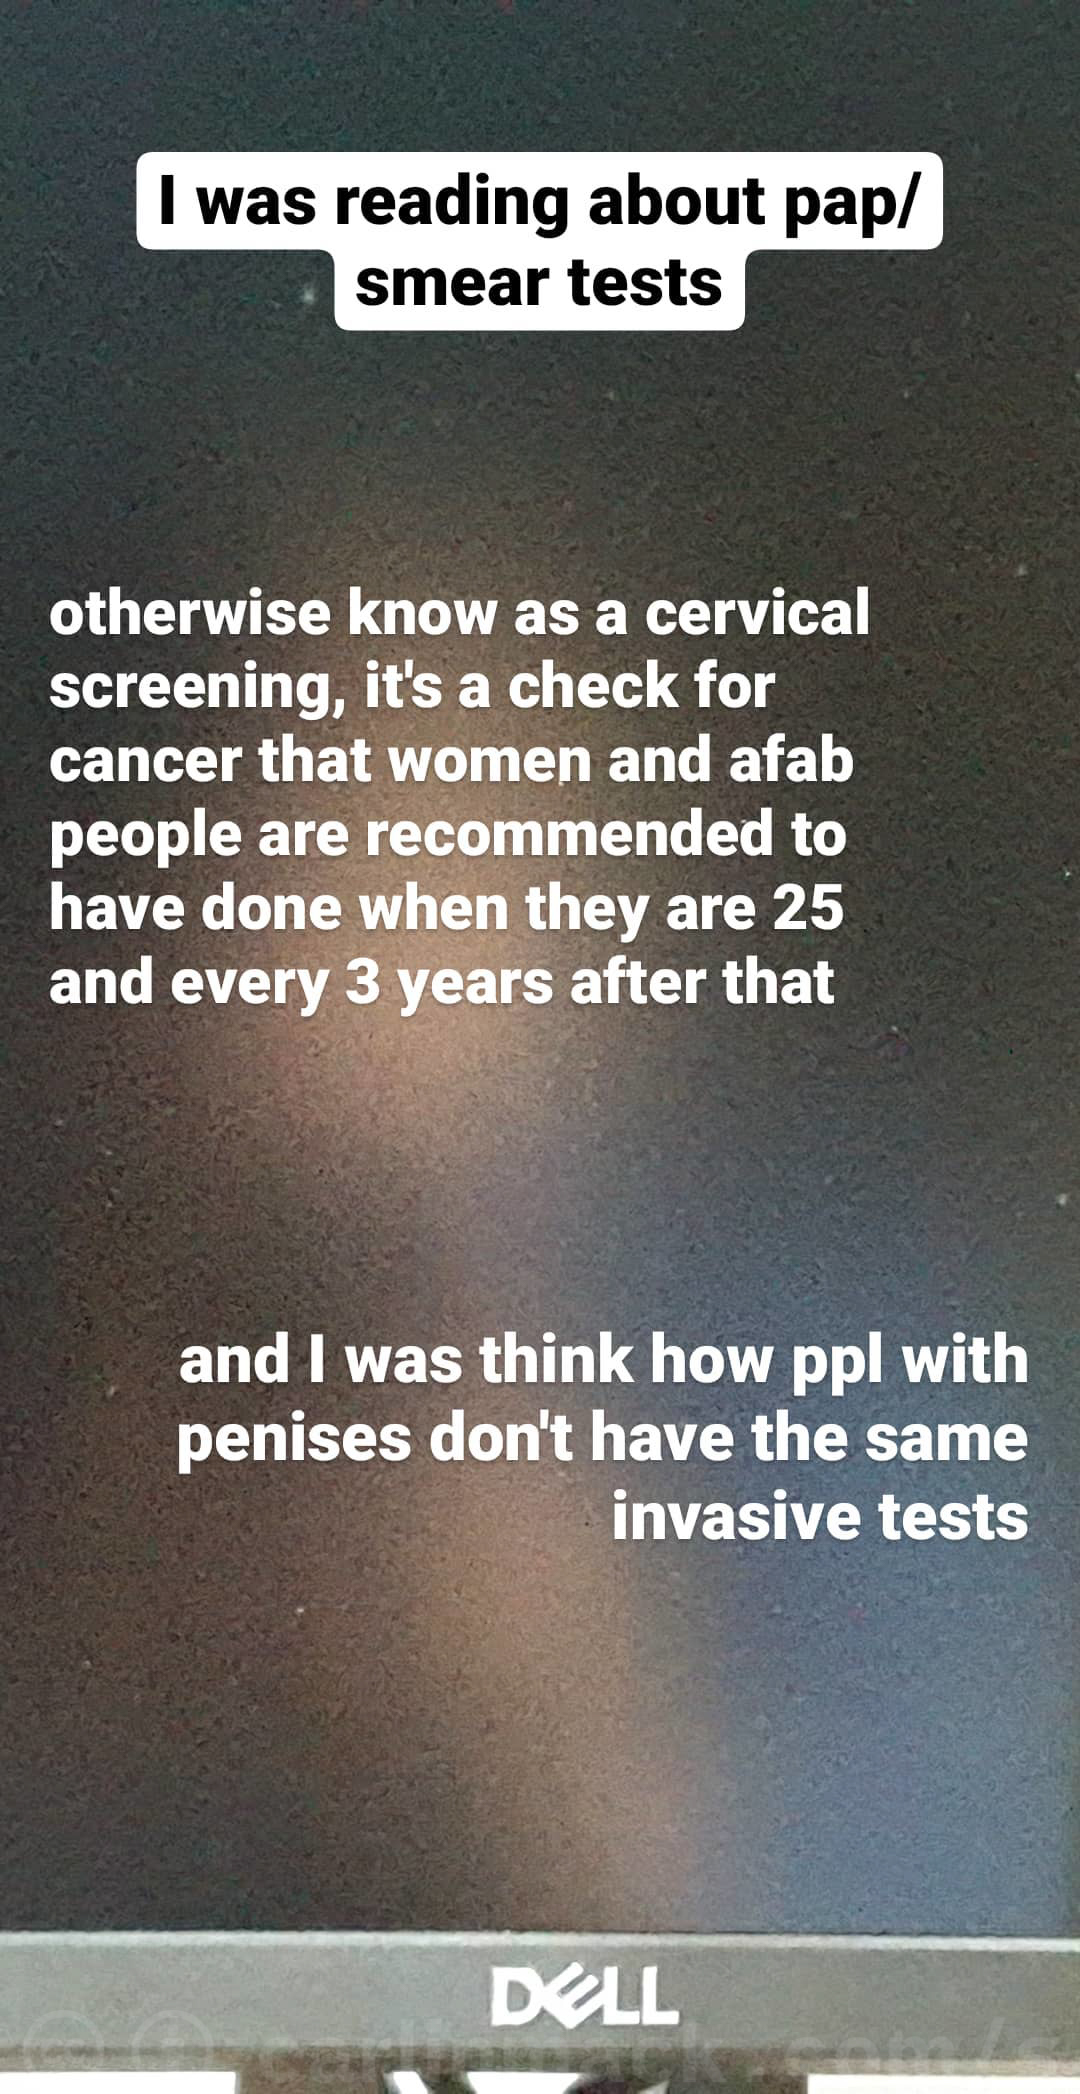 I was reading about pap/
smear tests
otherwise know as a cervical
screening, it's a check for
cancer that women and afab
people are recommended to
have done when they are 25
and every 3 years after that
and I was think how ppl with
penises don't have the same
invasive tests
DELL